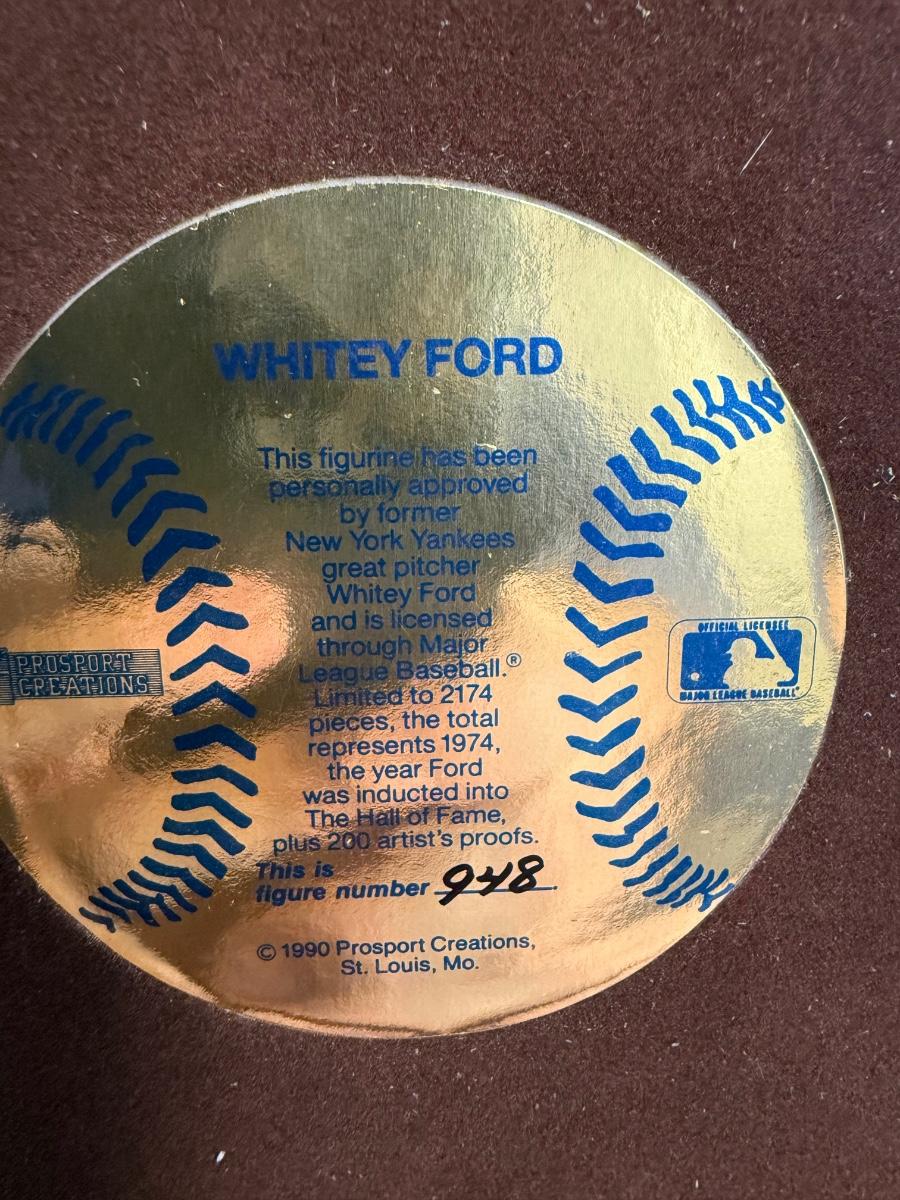 WHITEY FORD
This figurine has been
personally approved
by former
New York Yankees
great pitcher
Whitey Ford
and is licensed
through Major
League Baseball.®
Limited to 2174
pieces, the total
represents 1974,
the year Ford
was inducted into
The Hall of Fame,
plus 200 artist's proofs.
This is
figure number 948.
© 1990 Prosport Creations,
St. Louis, Mo.
PROSPORT
CREATIONS
OFFICIAL LICENSEE
MAJOR LEAGUE BASEBALL